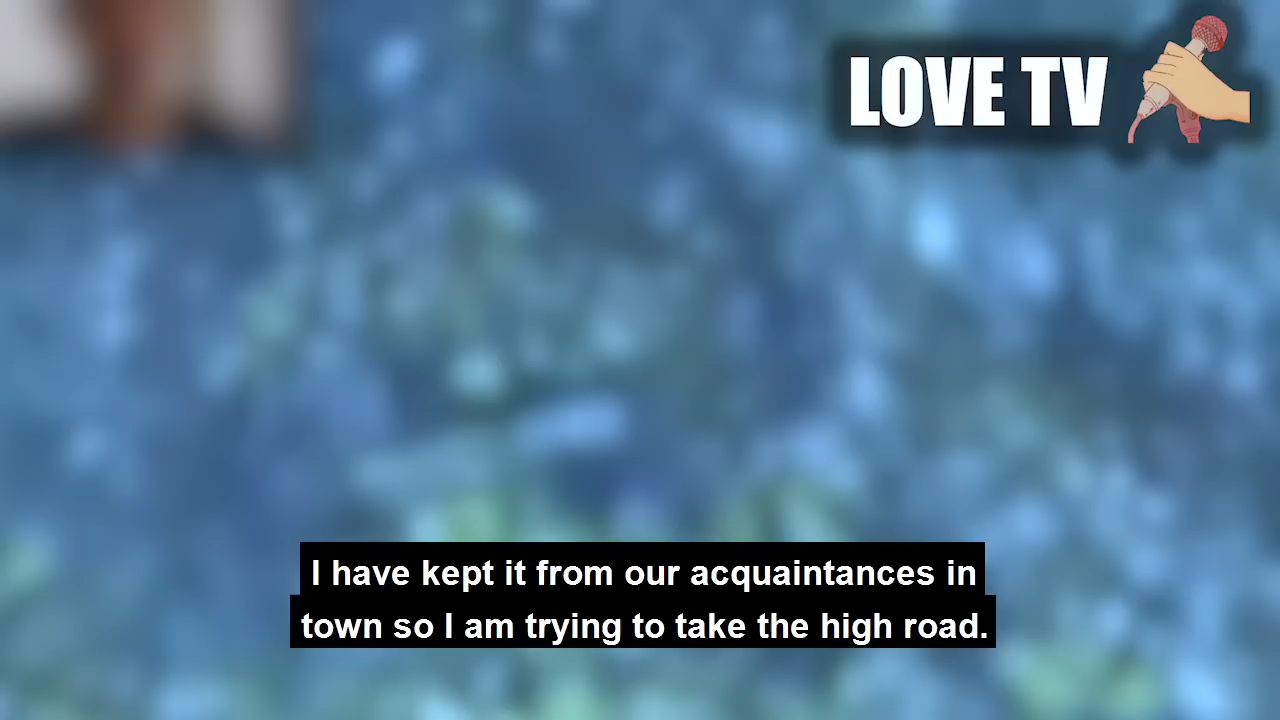 LOVE TV
I have kept it from our acquaintances in
town so I am trying to take the high road.